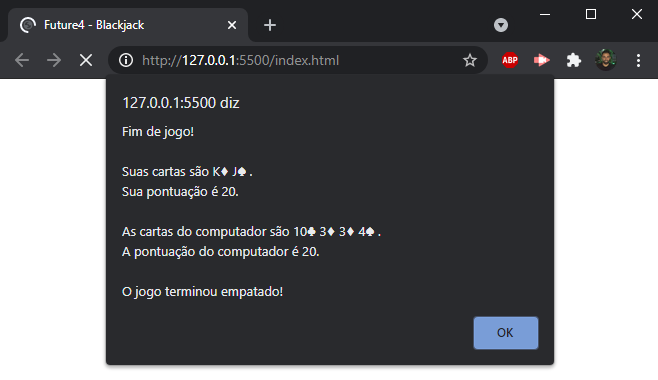 Future4 - Blackjack
http://127.0.0.1:5500/index.html
ABP
127.0.0.1:5500 diz
Fim de jogo!
Suas cartas são K♦ J♠ .
Sua pontuação é 20.
As cartas do computador são 10♣ 3♦ 3♦ 4♠ .
A pontuação do computador é 20.
O jogo terminou empatado!
OK